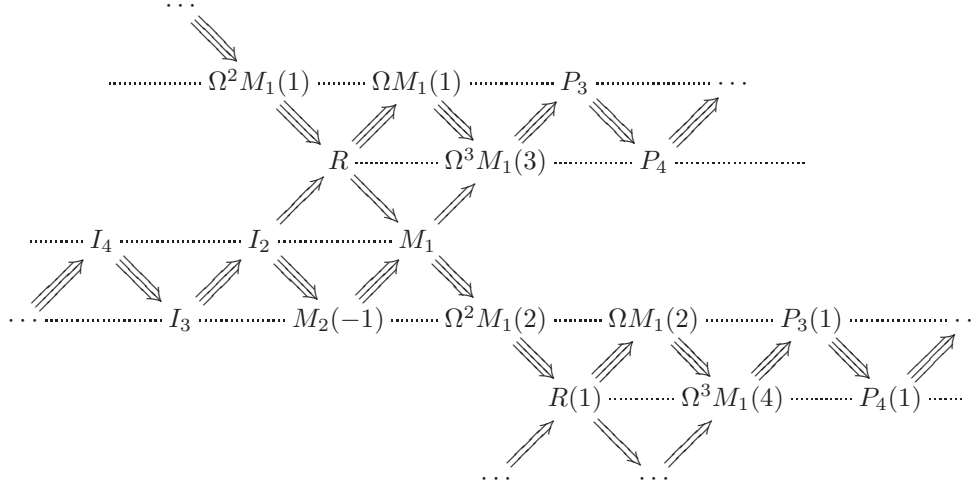 ⋯
Ω²M₁(1) ΩM₁(1) P₃ ⋯
R Ω³M₁(3) P₄
I₄ I₂ M₁
⋯ I₃ M₂(−1) Ω²M₁(2) ΩM₁(2) P₃(1) ⋯
R(1) Ω³M₁(4) P₄(1)
⋯ ⋯